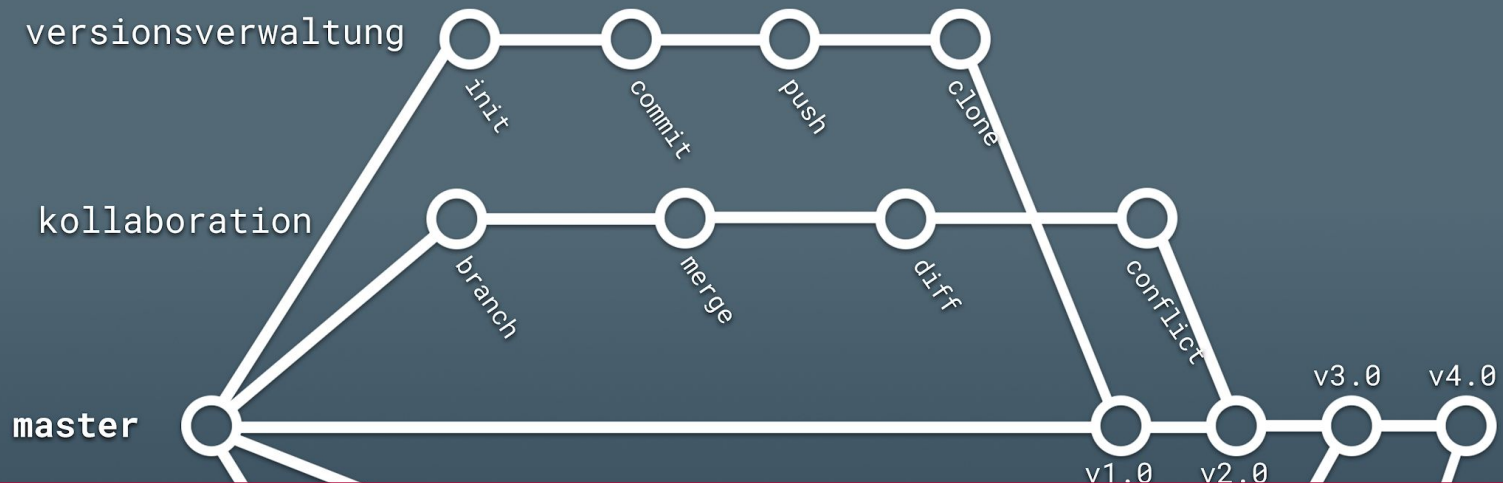 versionsverwaltung
init
commit
push
clone
kollaboration
branch
merge
diff
conflict
v3.0
v4.0
master
v1.0
v2.0